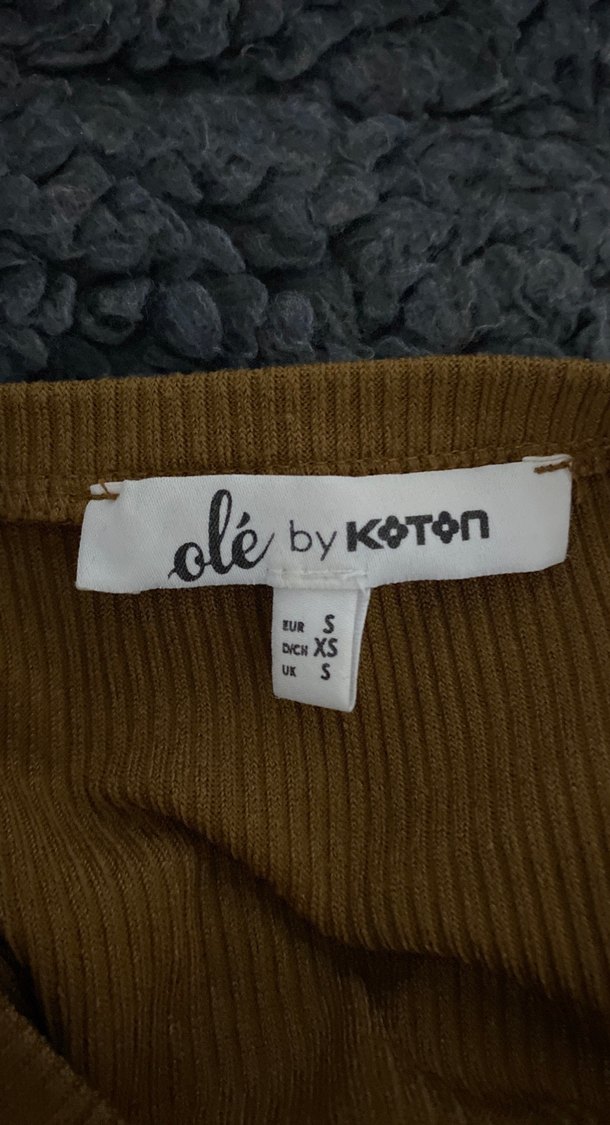 olé by KOTON
EUR S
D/CH XS
UK S